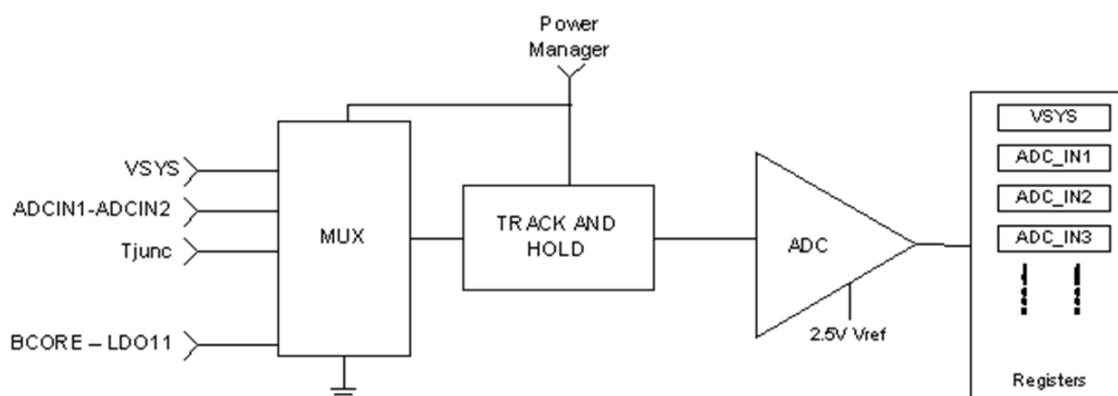 Power
Manager
VSYS
ADCIN1-ADCIN2
Tjunc
BCORE – LDO11
MUX
TRACK AND
HOLD
ADC
2.5V Vref
VSYS
ADC_IN1
ADC_IN2
ADC_IN3
Registers